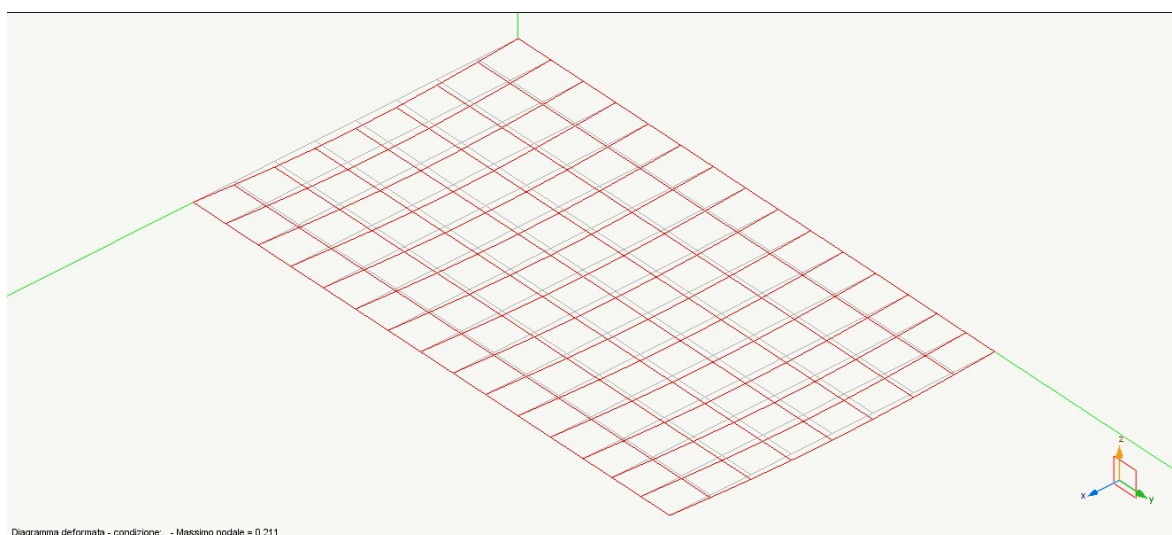 z
x
y
Diagramma deformata - condizione: - Massimo nodale = 0.211